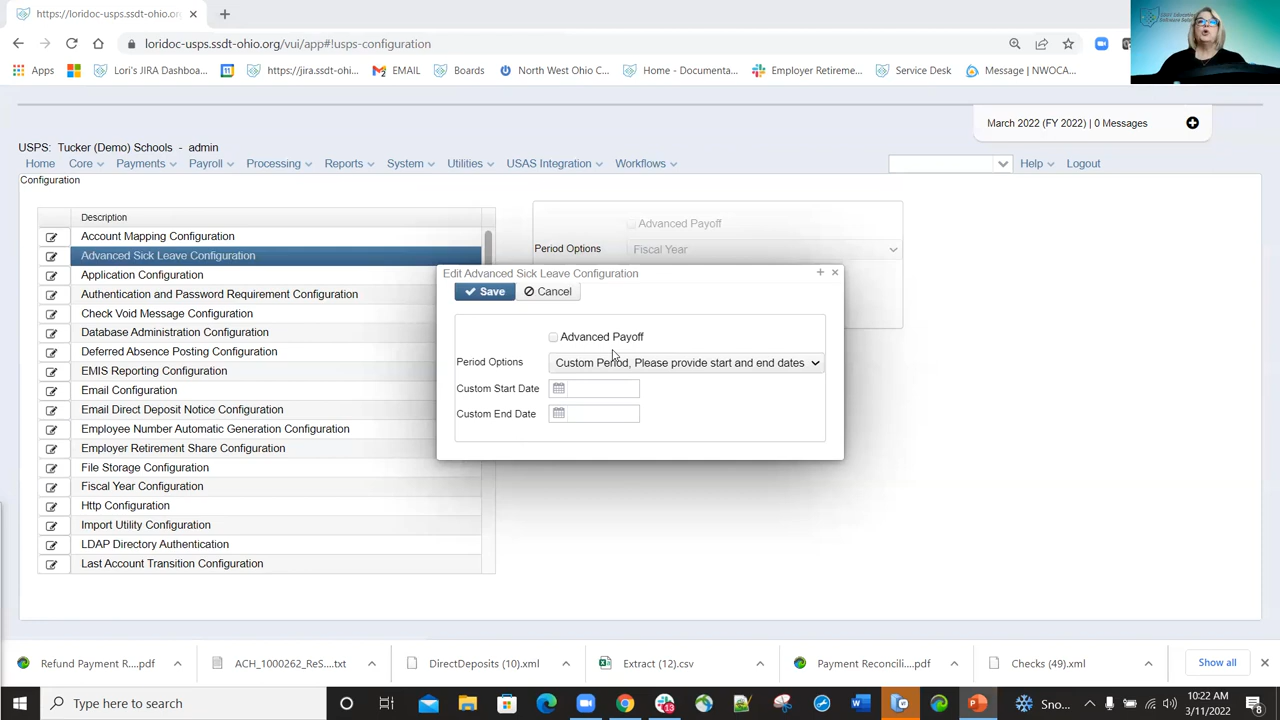 https://loridoc-usps.ssdt-ohio.org/
loridoc-usps.ssdt-ohio.org/vui/app#!usps-configuration
Apps
Lori's JIRA Dashboa...
https://jira.ssdt-ohi...
EMAIL
Boards
North West Ohio C...
Home - Documenta...
Employer Retireme...
Service Desk
Message | NWOCA...
March 2022 (FY 2022) | 0 Messages
USPS: Tucker (Demo) Schools - admin
Home Core Payments Payroll Processing Reports System Utilities USAS Integration Workflows Help Logout
Configuration
Description
Account Mapping Configuration
Advanced Sick Leave Configuration
Application Configuration
Authentication and Password Requirement Configuration
Check Void Message Configuration
Database Administration Configuration
Deferred Absence Posting Configuration
EMIS Reporting Configuration
Email Configuration
Email Direct Deposit Notice Configuration
Employee Number Automatic Generation Configuration
Employer Retirement Share Configuration
File Storage Configuration
Fiscal Year Configuration
Http Configuration
Import Utility Configuration
LDAP Directory Authentication
Last Account Transition Configuration
Advanced Payoff
Period Options Fiscal Year
Edit Advanced Sick Leave Configuration
Save Cancel
Advanced Payoff
Period Options Custom Period, Please provide start and end dates
Custom Start Date
Custom End Date
Refund Payment R....pdf
ACH_1000262_ReS....txt
DirectDeposits (10).xml
Extract (12).csv
Payment Reconcili....pdf
Checks (49).xml
Show all
Type here to search
Sno...
10:22 AM
3/11/2022
8